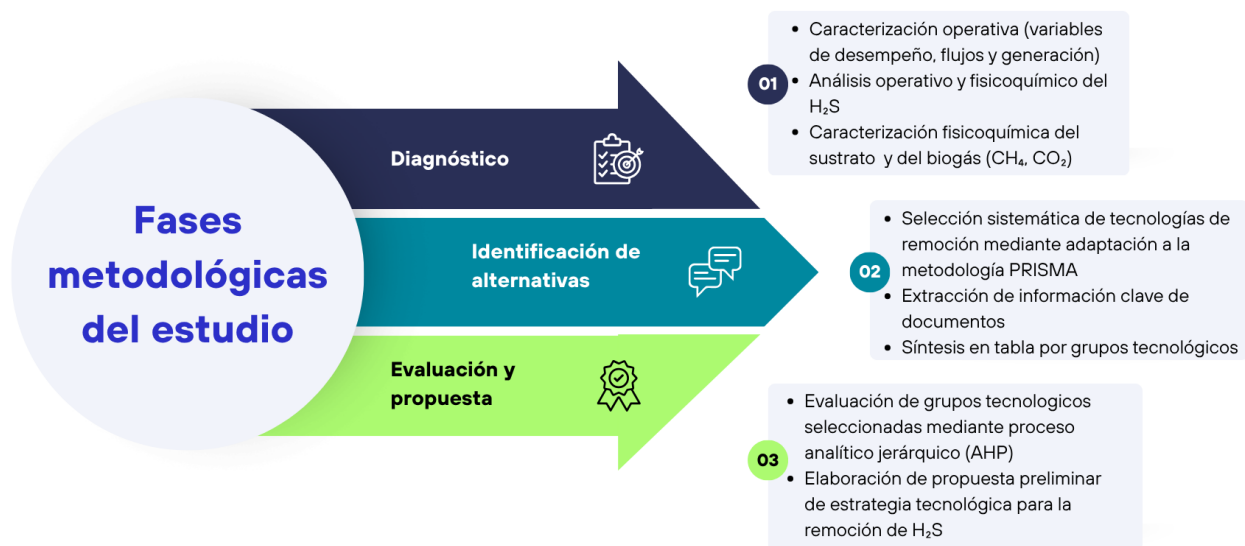 Fases
metodológicas
del estudio
Diagnóstico
01
• Caracterización operativa (variables
de desempeño, flujos y generación)
• Análisis operativo y fisicoquímico del
H₂S
• Caracterización fisicoquímica del
sustrato y del biogás (CH₄, CO₂)
Identificación de
alternativas
02
• Selección sistemática de tecnologías de
remoción mediante adaptación a la
metodología PRISMA
• Extracción de información clave de
documentos
• Síntesis en tabla por grupos tecnológicos
Evaluación y
propuesta
03
• Evaluación de grupos tecnologicos
seleccionadas mediante proceso
analítico jerárquico (AHP)
• Elaboración de propuesta preliminar
de estrategia tecnológica para la
remoción de H₂S